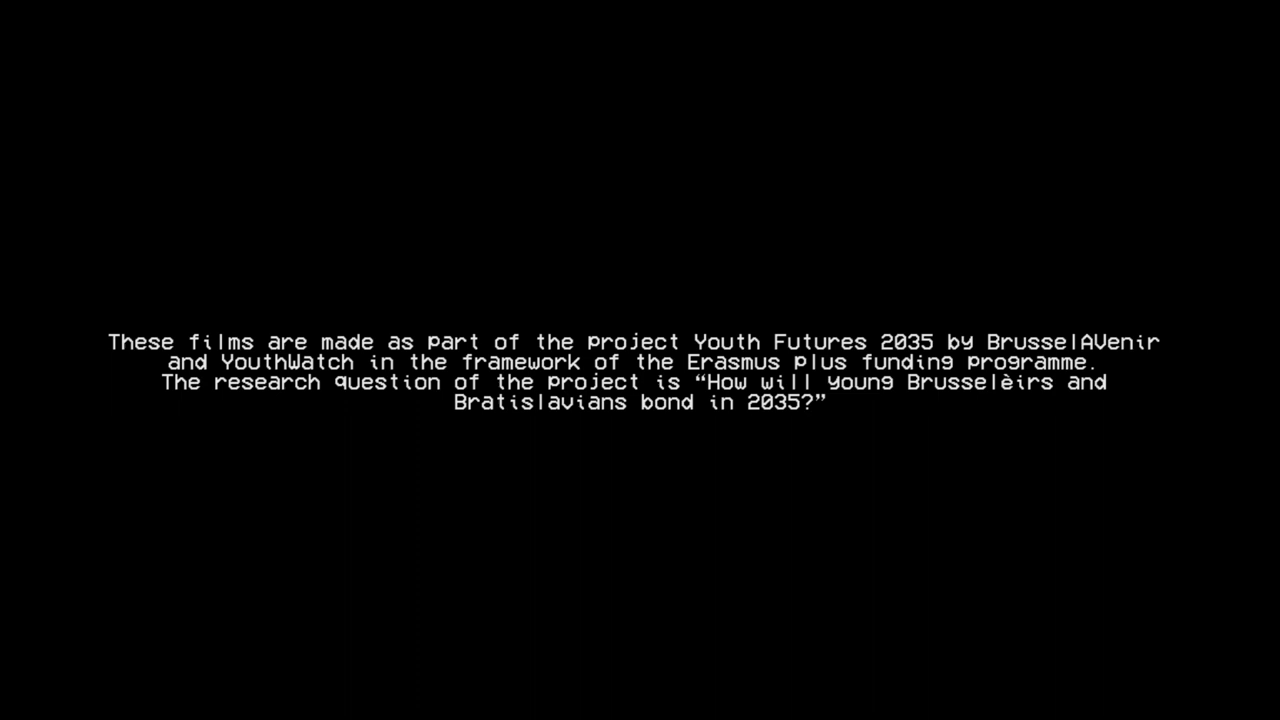 These films are made as part of the project Youth Futures 2035 by BrusselAVenir
and YouthWatch in the framework of the Erasmus plus funding programme.
The research question of the project is “How will young Brusselèirs and
Bratislavians bond in 2035?”